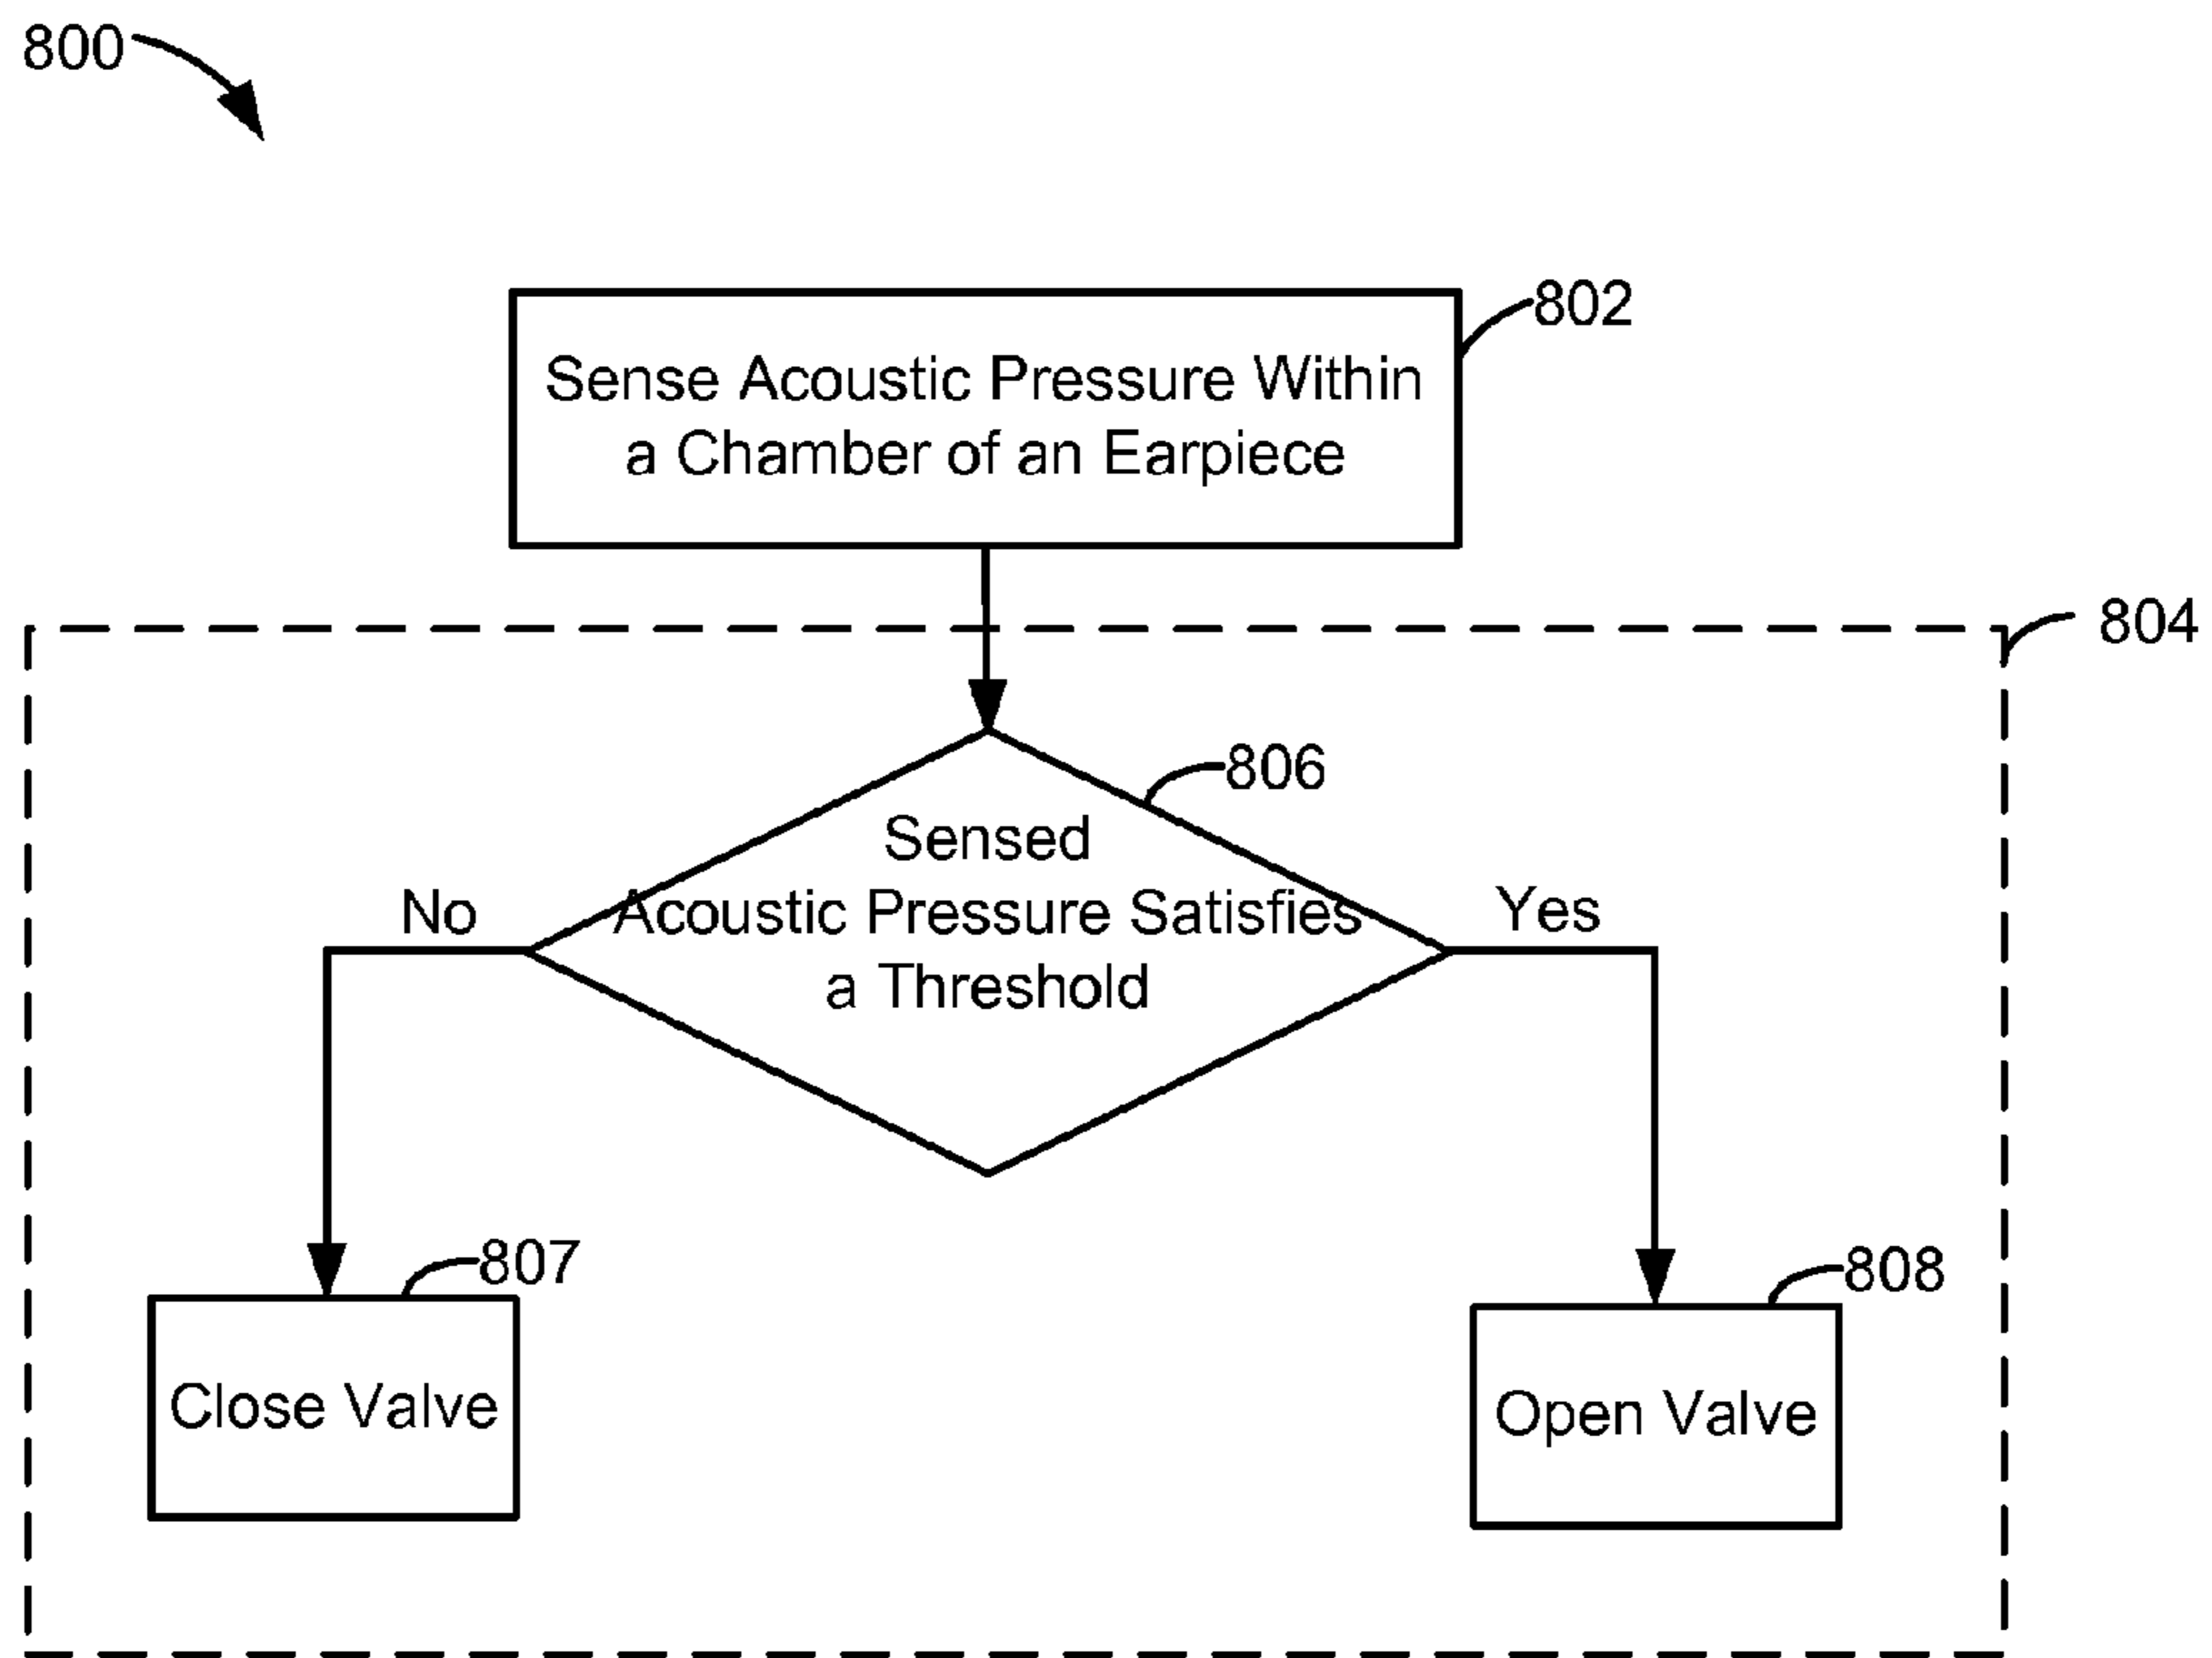 800
802
Sense Acoustic Pressure Within
a Chamber of an Earpiece
804
806
Sensed
Acoustic Pressure Satisfies
a Threshold
No
Yes
807
Close Valve
808
Open Valve